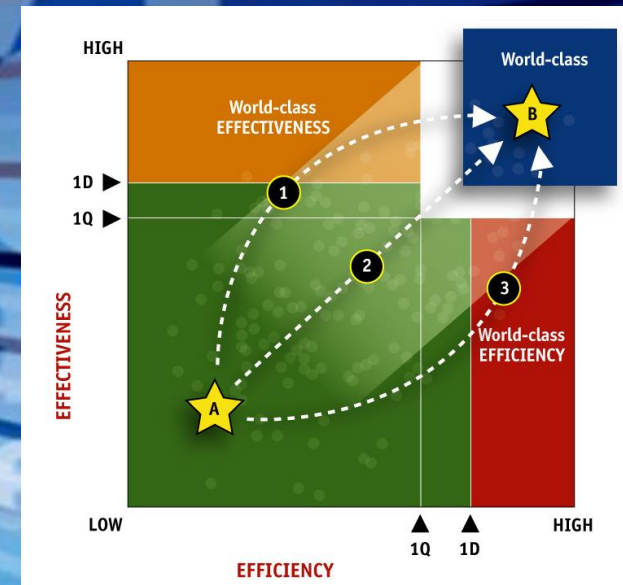 HIGH
World-class
B
World-class
EFFECTIVENESS
1D
1
1Q
2
3
EFFECTIVENESS
World-class
EFFICIENCY
A
LOW
HIGH
1Q
1D
EFFICIENCY